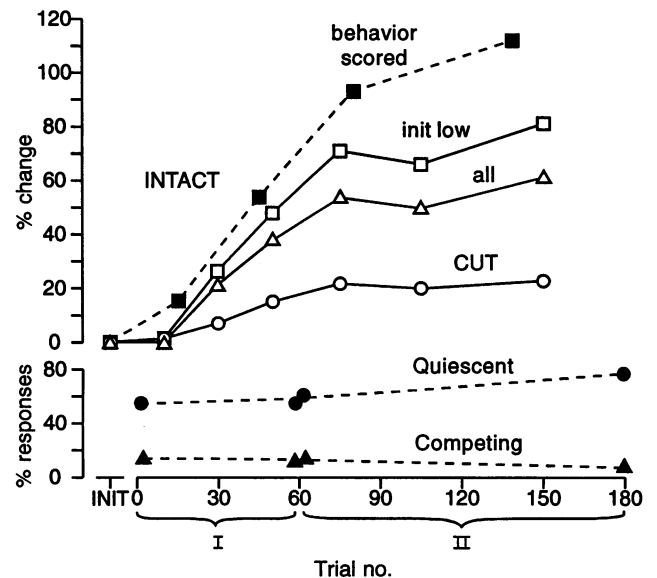 120
100
80
60
40
20
0
% change
behavior
scored
init low
INTACT
all
CUT
80
40
0
% responses
Quiescent
Competing
INIT 0 30 60 90 120 150 180
I II
Trial no.